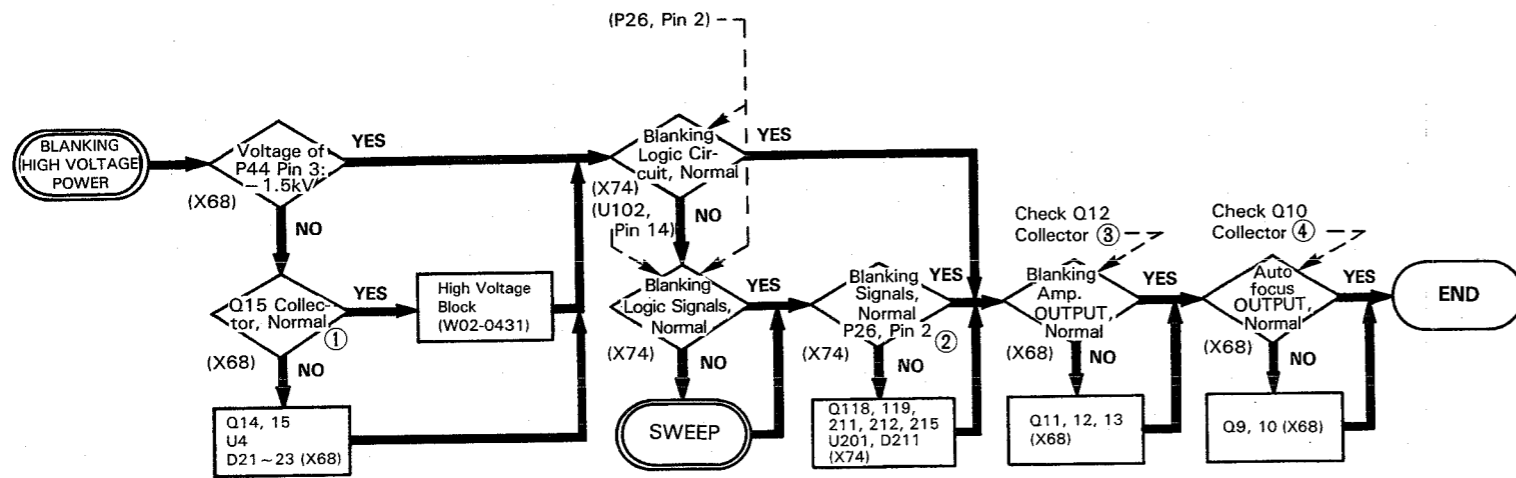 (P26, Pin 2)
BLANKING
HIGH VOLTAGE
POWER
Voltage of
P44 Pin 3:
−1.5kV
(X68)
YES
NO
Blanking
Logic Cir-
cuit, Normal
(X74)
(U102,
Pin 14)
YES
NO
Q15 Collec-
tor, Normal
①
(X68)
YES
NO
High Voltage
Block
(W02-0431)
Q14, 15
U4
D21~23 (X68)
Blanking
Logic Signals,
Normal
(X74)
YES
NO
SWEEP
Blanking
Signals,
Normal
P26, Pin 2 ②
(X74)
YES
NO
Q118, 119,
211, 212, 215
U201, D211
(X74)
Check Q12
Collector ③
Blanking
Amp.
OUTPUT,
Normal
(X68)
YES
NO
Q11, 12, 13
(X68)
Check Q10
Collector ④
Auto
focus
OUTPUT,
Normal
(X68)
YES
NO
Q9, 10 (X68)
END